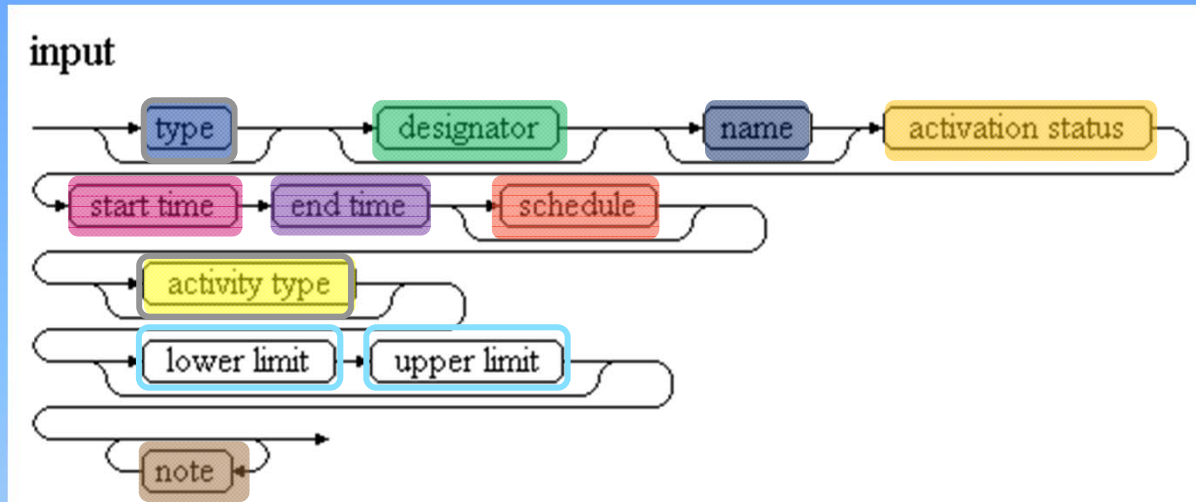 input
type designator name activation status
start time end time schedule
activity type
lower limit upper limit
note